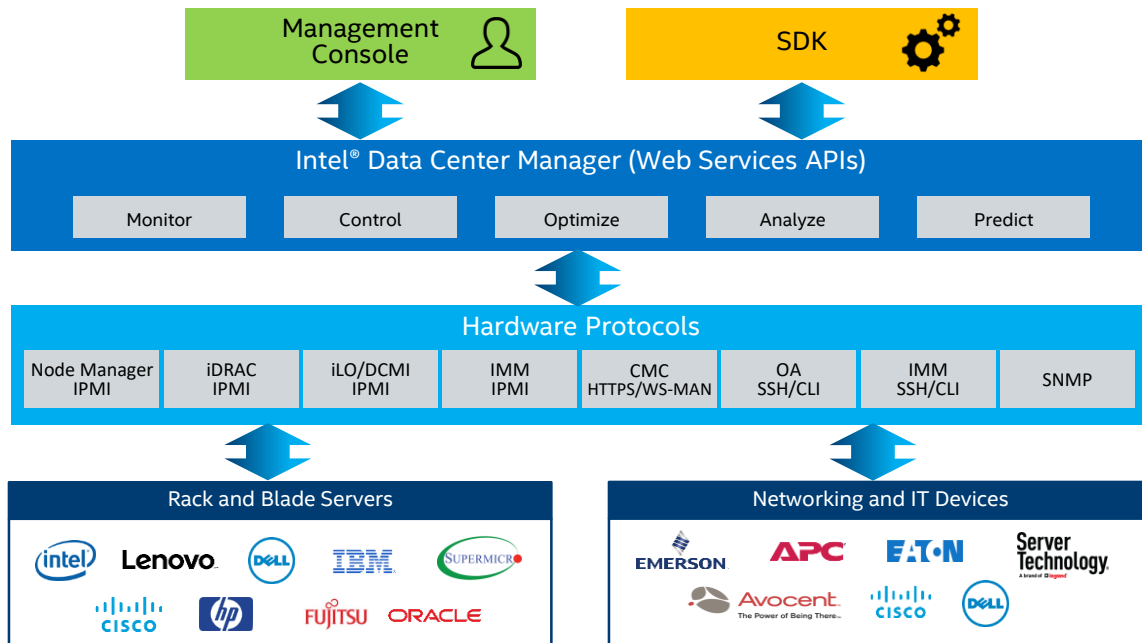 Management
Console
SDK
Intel® Data Center Manager (Web Services APIs)
Monitor
Control
Optimize
Analyze
Predict
Hardware Protocols
Node Manager
IPMI
iDRAC
IPMI
iLO/DCMI
IPMI
IMM
IPMI
CMC
HTTPS/WS-MAN
OA
SSH/CLI
IMM
SSH/CLI
SNMP
Rack and Blade Servers
intel
Lenovo
DELL
IBM
SUPERMICRO
CISCO
hp
FUJITSU
ORACLE
Networking and IT Devices
EMERSON
APC
EATON
Server
Technology
A brand of legrand
Avocent
The Power of Being There
CISCO
DELL